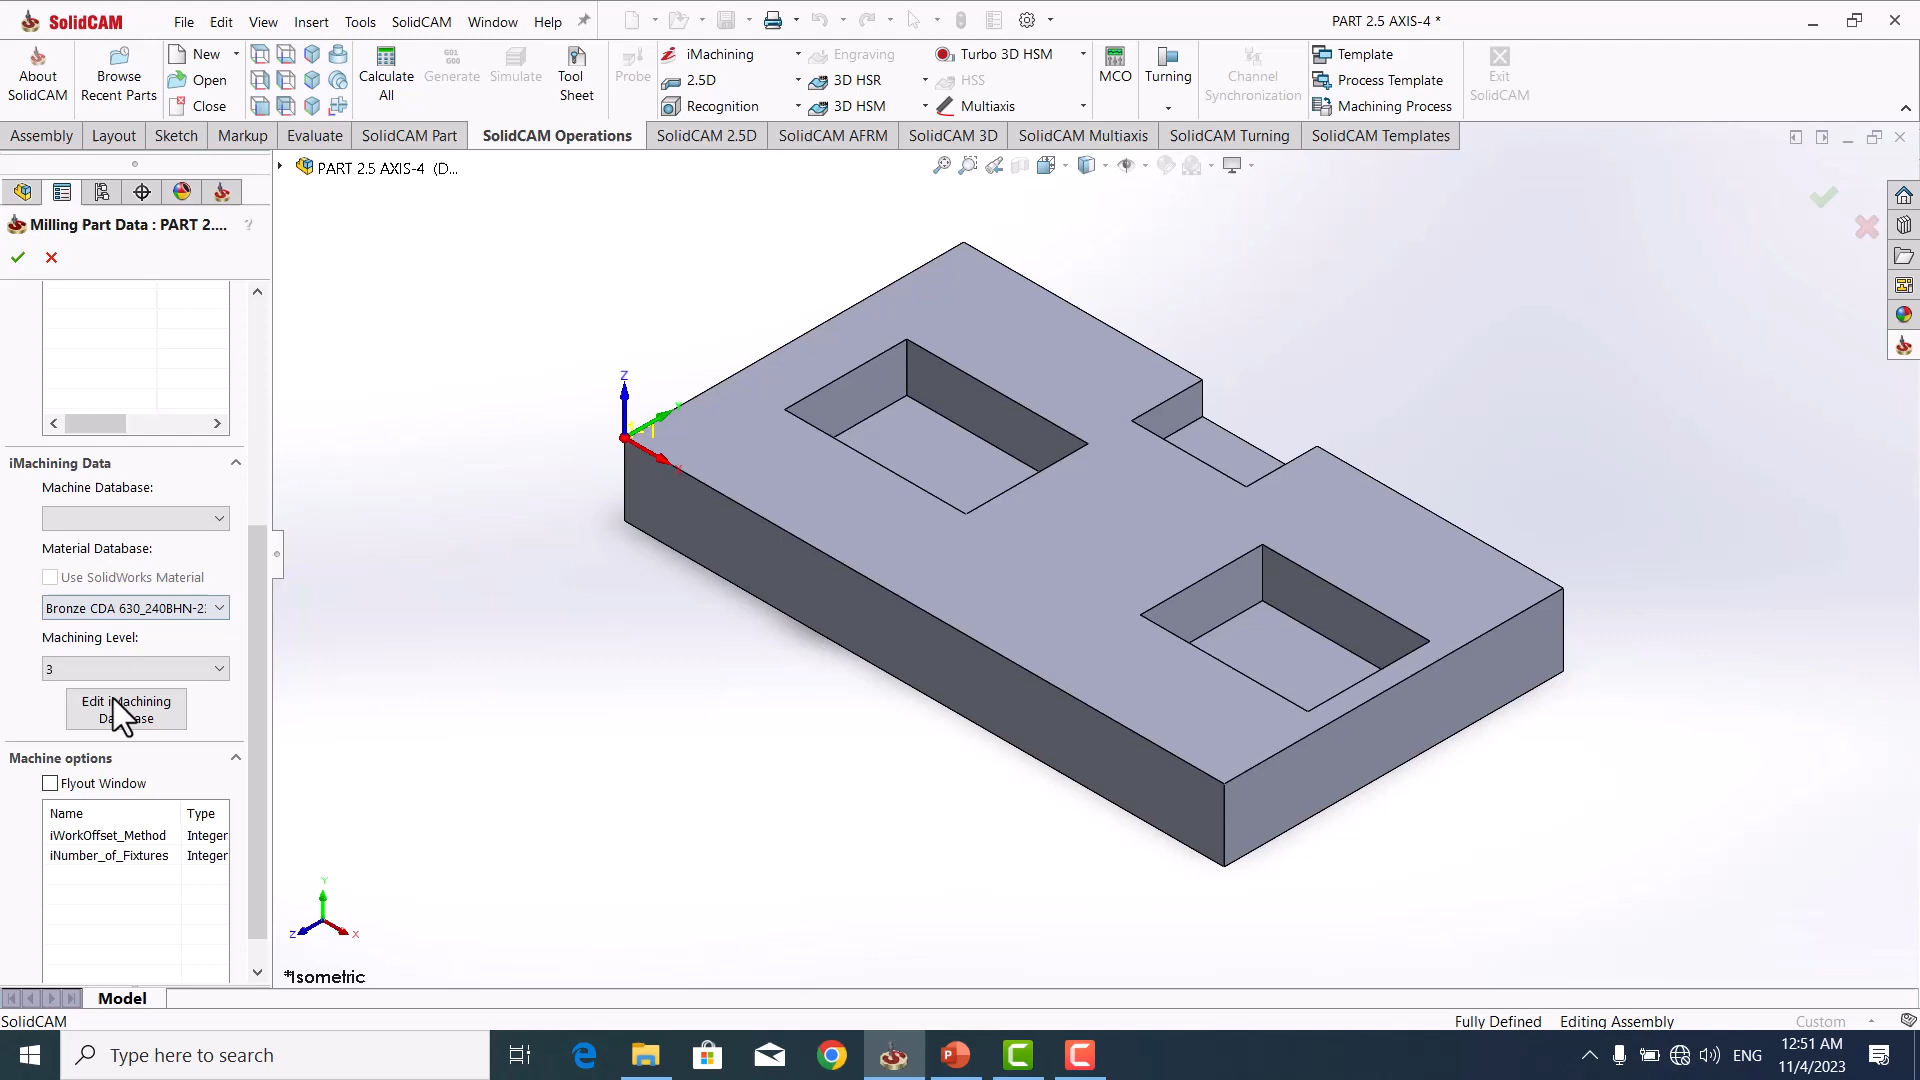 SolidCAM
File Edit View Insert Tools SolidCAM Window Help
PART 2.5 AXIS-4 *
About SolidCAM
Browse Recent Parts
New
Open
Close
Calculate All
G01 G00
Generate
Simulate
Tool Sheet
Probe
iMachining
2.5D
Recognition
Engraving
3D HSR
3D HSM
Turbo 3D HSM
HSS
Multiaxis
MCO
Turning
Channel Synchronization
Template
Process Template
Machining Process
Exit SolidCAM
Assembly Layout Sketch Markup Evaluate SolidCAM Part SolidCAM Operations SolidCAM 2.5D SolidCAM AFRM SolidCAM 3D SolidCAM Multiaxis SolidCAM Turning SolidCAM Templates
PART 2.5 AXIS-4 (D...
Milling Part Data : PART 2....
?
iMachining Data
Machine Database:
Material Database:
Use SolidWorks Material
Bronze CDA 630_240BHN-2
Machining Level:
3
Edit iMachining
Database
Machine options
Flyout Window
Name Type
iWorkOffset_Method Integer
iNumber_of_Fixtures Integer
Z
Y
Z
X
*Isometric
Model
SolidCAM
Fully Defined Editing Assembly Custom
Type here to search
ENG
12:51 AM
11/4/2023